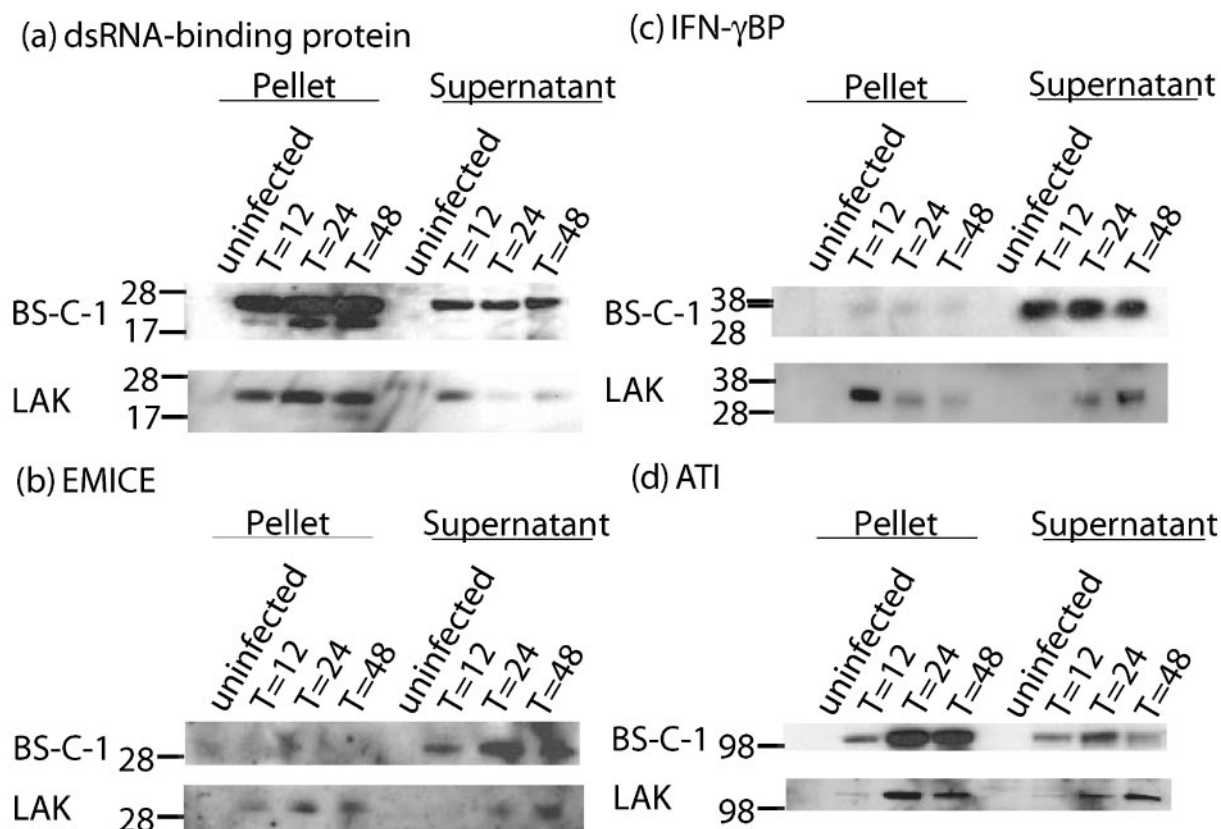 (a) dsRNA-binding protein
Pellet Supernatant
uninfected T=12 T=24 T=48 uninfected T=12 T=24 T=48
BS-C-1 28 17
LAK 28 17
(b) EMICE
Pellet Supernatant
uninfected T=12 T=24 T=48 uninfected T=12 T=24 T=48
BS-C-1 28
LAK 28
(c) IFN-γBP
Pellet Supernatant
uninfected T=12 T=24 T=48 uninfected T=12 T=24 T=48
BS-C-1 38 28
LAK 38 28
(d) ATI
Pellet Supernatant
uninfected T=12 T=24 T=48 uninfected T=12 T=24 T=48
BS-C-1 98
LAK 98